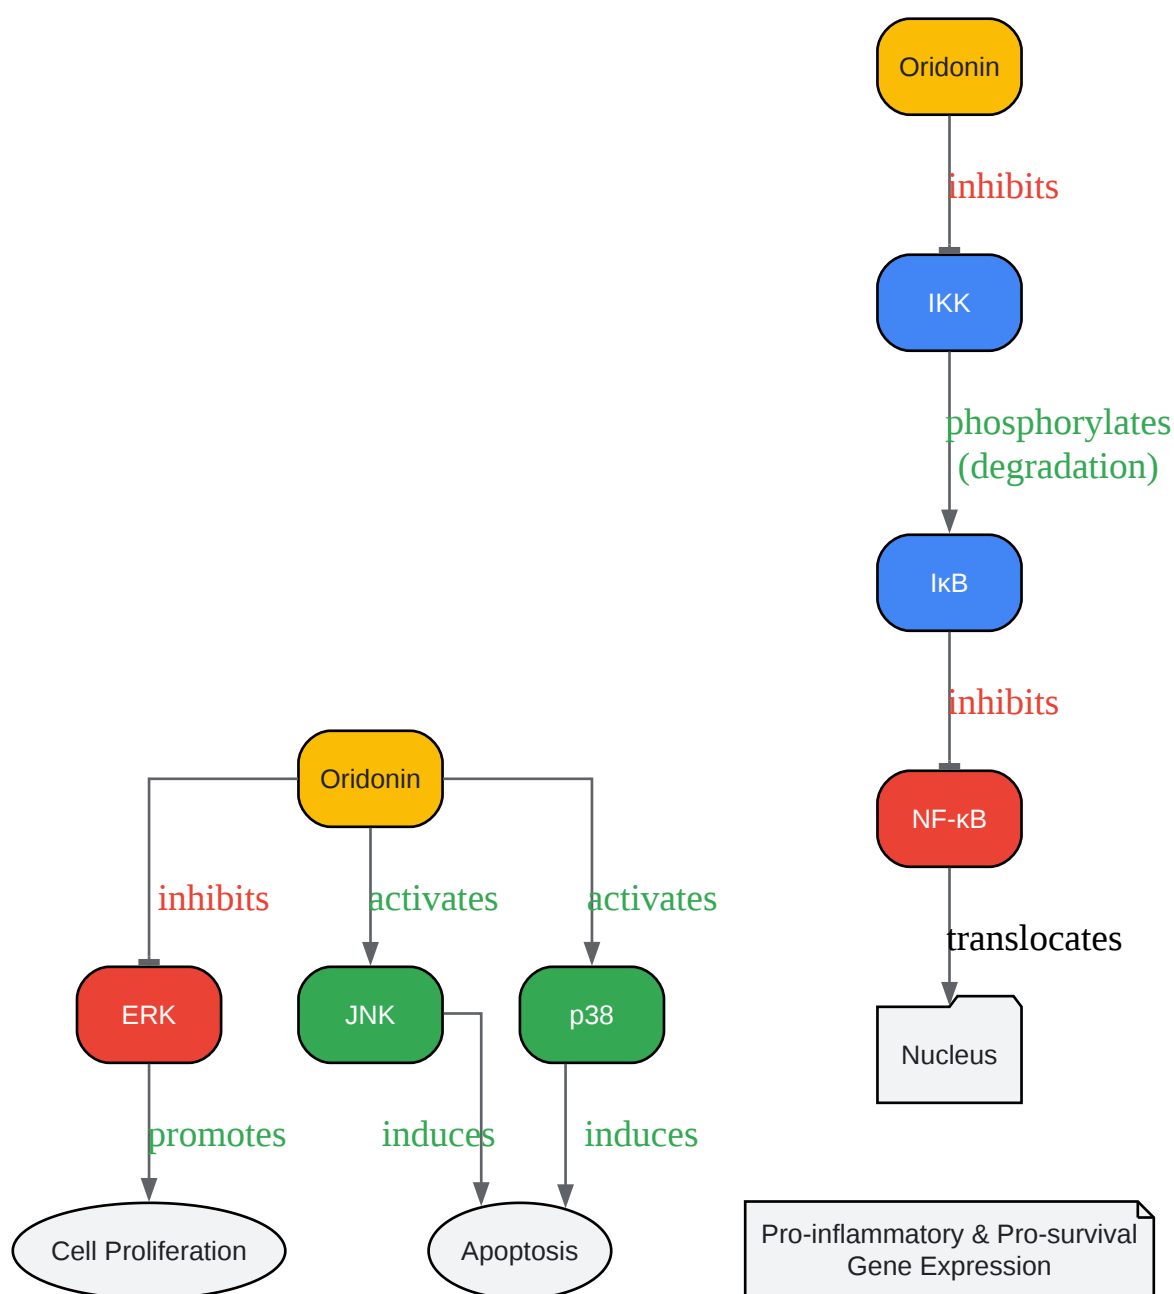 Oridonin
inhibits
IKK
phosphorylates
(degradation)
IκB
inhibits
NF-κB
translocates
Nucleus
Pro-inflammatory & Pro-survival
Gene Expression
Oridonin
inhibits
activates
activates
ERK
JNK
p38
promotes
induces
induces
Cell Proliferation
Apoptosis